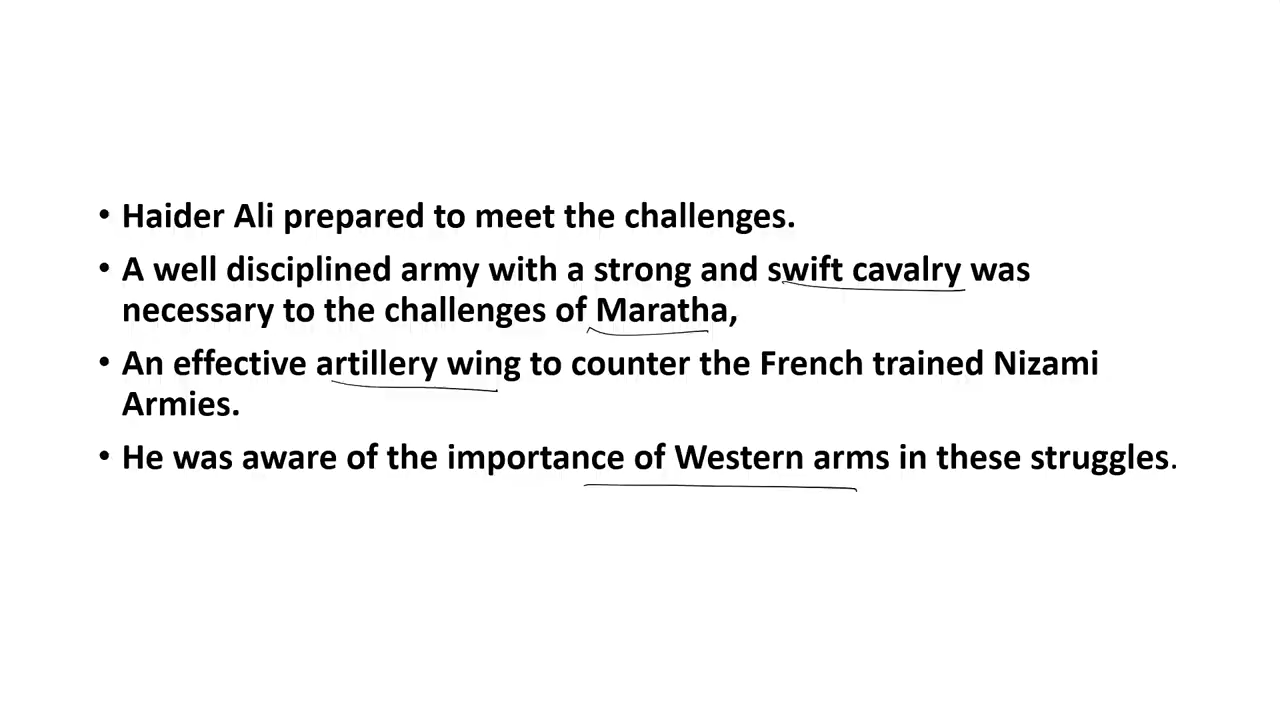 • Haider Ali prepared to meet the challenges.
• A well disciplined army with a strong and swift cavalry was
necessary to the challenges of Maratha,
• An effective artillery wing to counter the French trained Nizami
Armies.
• He was aware of the importance of Western arms in these struggles.